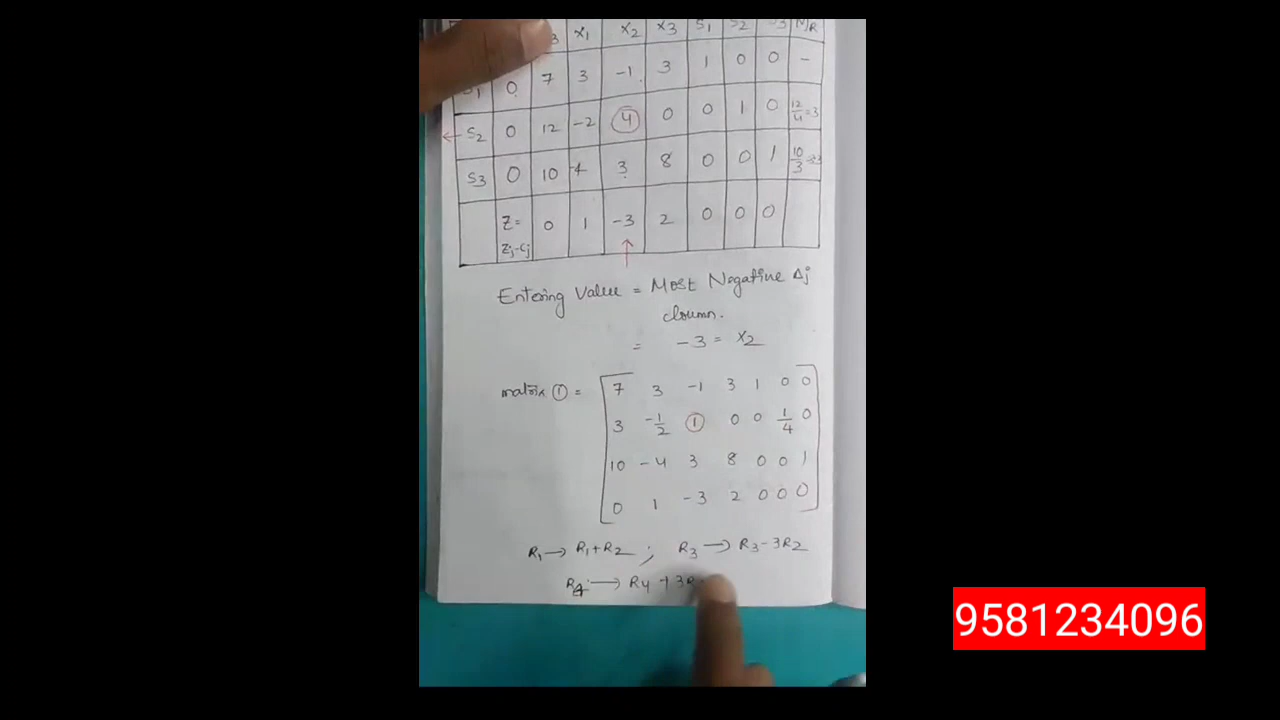 3 x₁ x₂ x₃ S₁ S₂ S₃ M/R
S₁ 0 7 3 -1 3 1 0 0 -
← S₂ 0 12 -2 4 0 0 1 0 12/4=3
S₃ 0 10 -4 3 8 0 0 1 10/3
Z= 0 1 -3 2 0 0 0
Zj-Cj
Entering Value = Most Negative Δj
cloumn.
= -3 = x₂
matrix ① = 7 3 -1 3 1 0 0
3 -1/2 ① 0 0 1/4 0
10 -4 3 8 0 0 1
0 1 -3 2 0 0 0
R₁ → R₁+R₂ ; R₃ → R₃-3R₂
R₄ → R₄ + 3R
9581234096